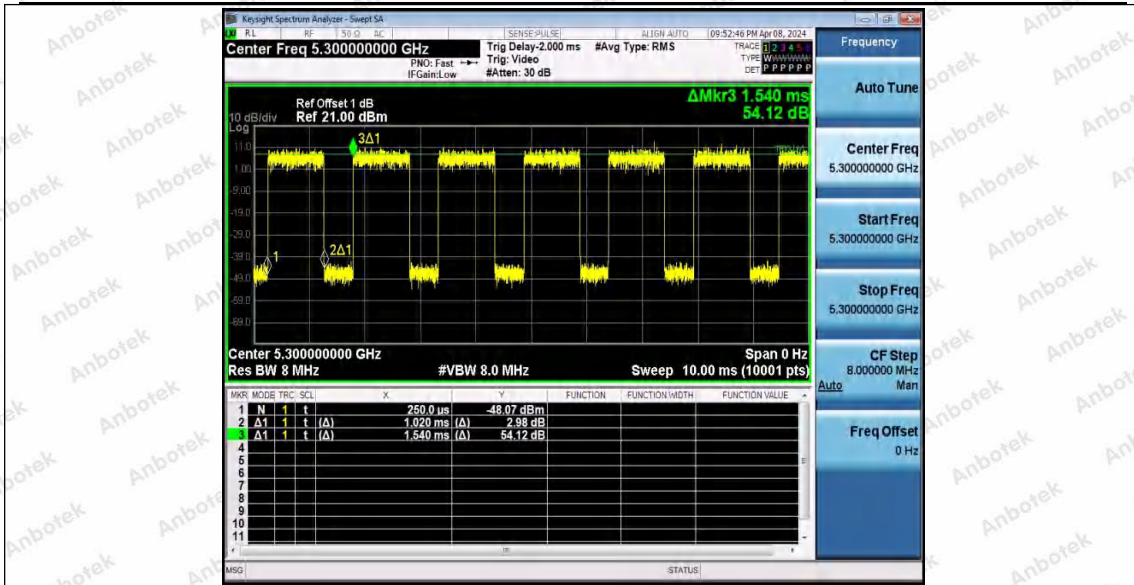 Keysight Spectrum Analyzer - Swept SA
RL RF 50 Ω AC SENSE:PULSE ALIGN AUTO 09:52:46 PM Apr 08, 2024
Center Freq 5.300000000 GHz Trig Delay-2.000 ms #Avg Type: RMS TRACE 1 2 3 4 5 6
PNO: Fast Trig: Video TYPE W
IFGain:Low #Atten: 30 dB DET P P P P P P
Frequency
Auto Tune
Center Freq
5.300000000 GHz
Start Freq
5.300000000 GHz
Stop Freq
5.300000000 GHz
CF Step
8.000000 MHz
Auto Man
Freq Offset
0 Hz
ΔMkr3 1.540 ms
54.12 dB
Ref Offset 1 dB
10 dB/div Ref 21.00 dBm
Log
11.0
1.00
-9.00
-19.0
-29.0
-39.0
-49.0
-59.0
-69.0
3Δ1
1
2Δ1
Center 5.300000000 GHz Span 0 Hz
Res BW 8 MHz #VBW 8.0 MHz Sweep 10.00 ms (10001 pts)
MKR MODE TRC SCL X Y FUNCTION FUNCTION WIDTH FUNCTION VALUE
1 N 1 t 250.0 µs -48.07 dBm
2 Δ1 1 t (Δ) 1.020 ms (Δ) 2.98 dB
3 Δ1 1 t (Δ) 1.540 ms (Δ) 54.12 dB
4
5
6
7
8
9
10
11
MSG STATUS
Anbotek